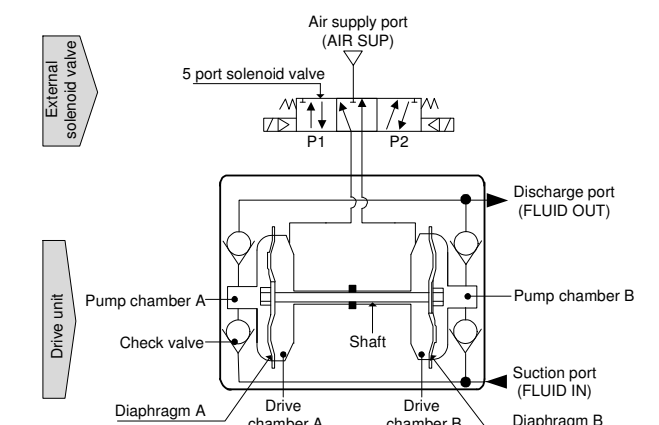 Air supply port
(AIR SUP)
External
solenoid valve
5 port solenoid valve
P1
P2
Discharge port
(FLUID OUT)
Drive unit
Pump chamber A
Pump chamber B
Check valve
Shaft
Suction port
(FLUID IN)
Diaphragm A
Drive
chamber A
Drive
chamber B
Diaphragm B